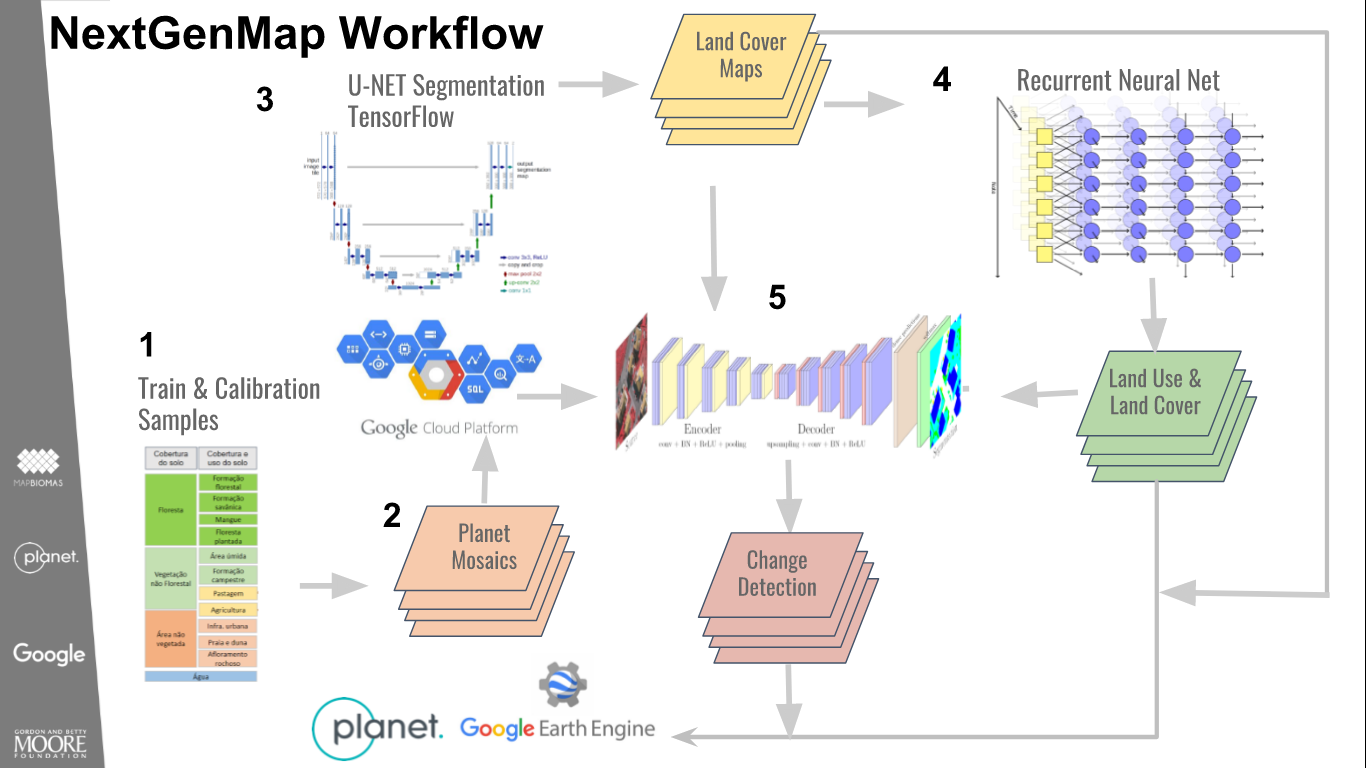 NextGenMap Workflow
3
U-NET Segmentation
TensorFlow
Land Cover
Maps
4
Recurrent Neural Net
Time
input
image
tile
output
segmentation
map
conv 3x3, ReLU
copy and crop
max pool 2x2
up-conv 2x2
conv 1x1
1
Train & Calibration
Samples
Cobertura
do solo
Cobertura e
uso do solo
Floresta
Formação
florestal
Formação
savânica
Mangue
Floresta
plantada
Vegetação
não Florestal
Área úmida
Formação
campestre
Pastagem
Agricultura
Área não
vegetada
Infra. urbana
Praia e duna
Afloramento
rochoso
Água
SQL
文-A
Google Cloud Platform
2
Planet
Mosaics
5
Encoder
conv + BN + ReLU + pooling
Decoder
upsampling + conv + BN + ReLU
Land Use &
Land Cover
Change
Detection
planet.
Google Earth Engine
MAPBIOMAS
planet.
Google
GORDON AND BETTY
MOORE
FOUNDATION